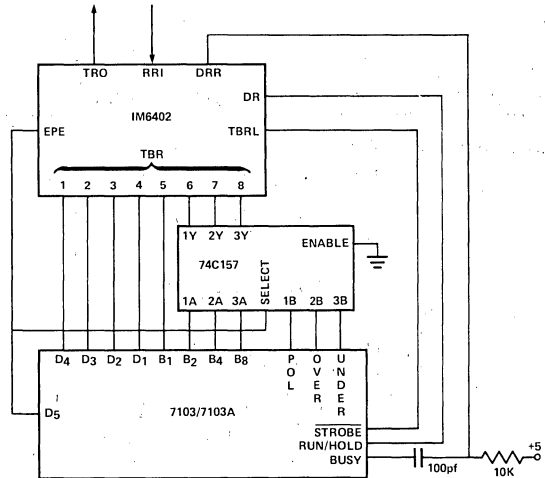 TRO RRI DRR
DR
IM6402
EPE TBRL
TBR
1 2 3 4 5 6 7 8
1Y 2Y 3Y
ENABLE
74C157
SELECT
1A 2A 3A 1B 2B 3B
D4 D3 D2 D1 B1 B2 B4 B8 POL OVER UNDER
D5
7103/7103A
STROBE
RUN/HOLD
BUSY
100pf
10K
+5